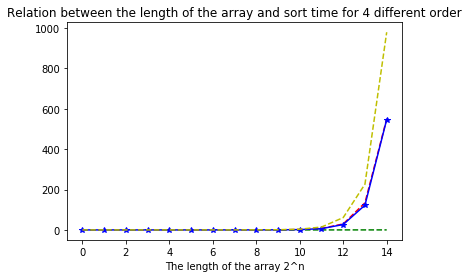 Relation between the length of the array and sort time for 4 different order
1000
800
600
400
200
0
0 2 4 6 8 10 12 14
The length of the array 2^n